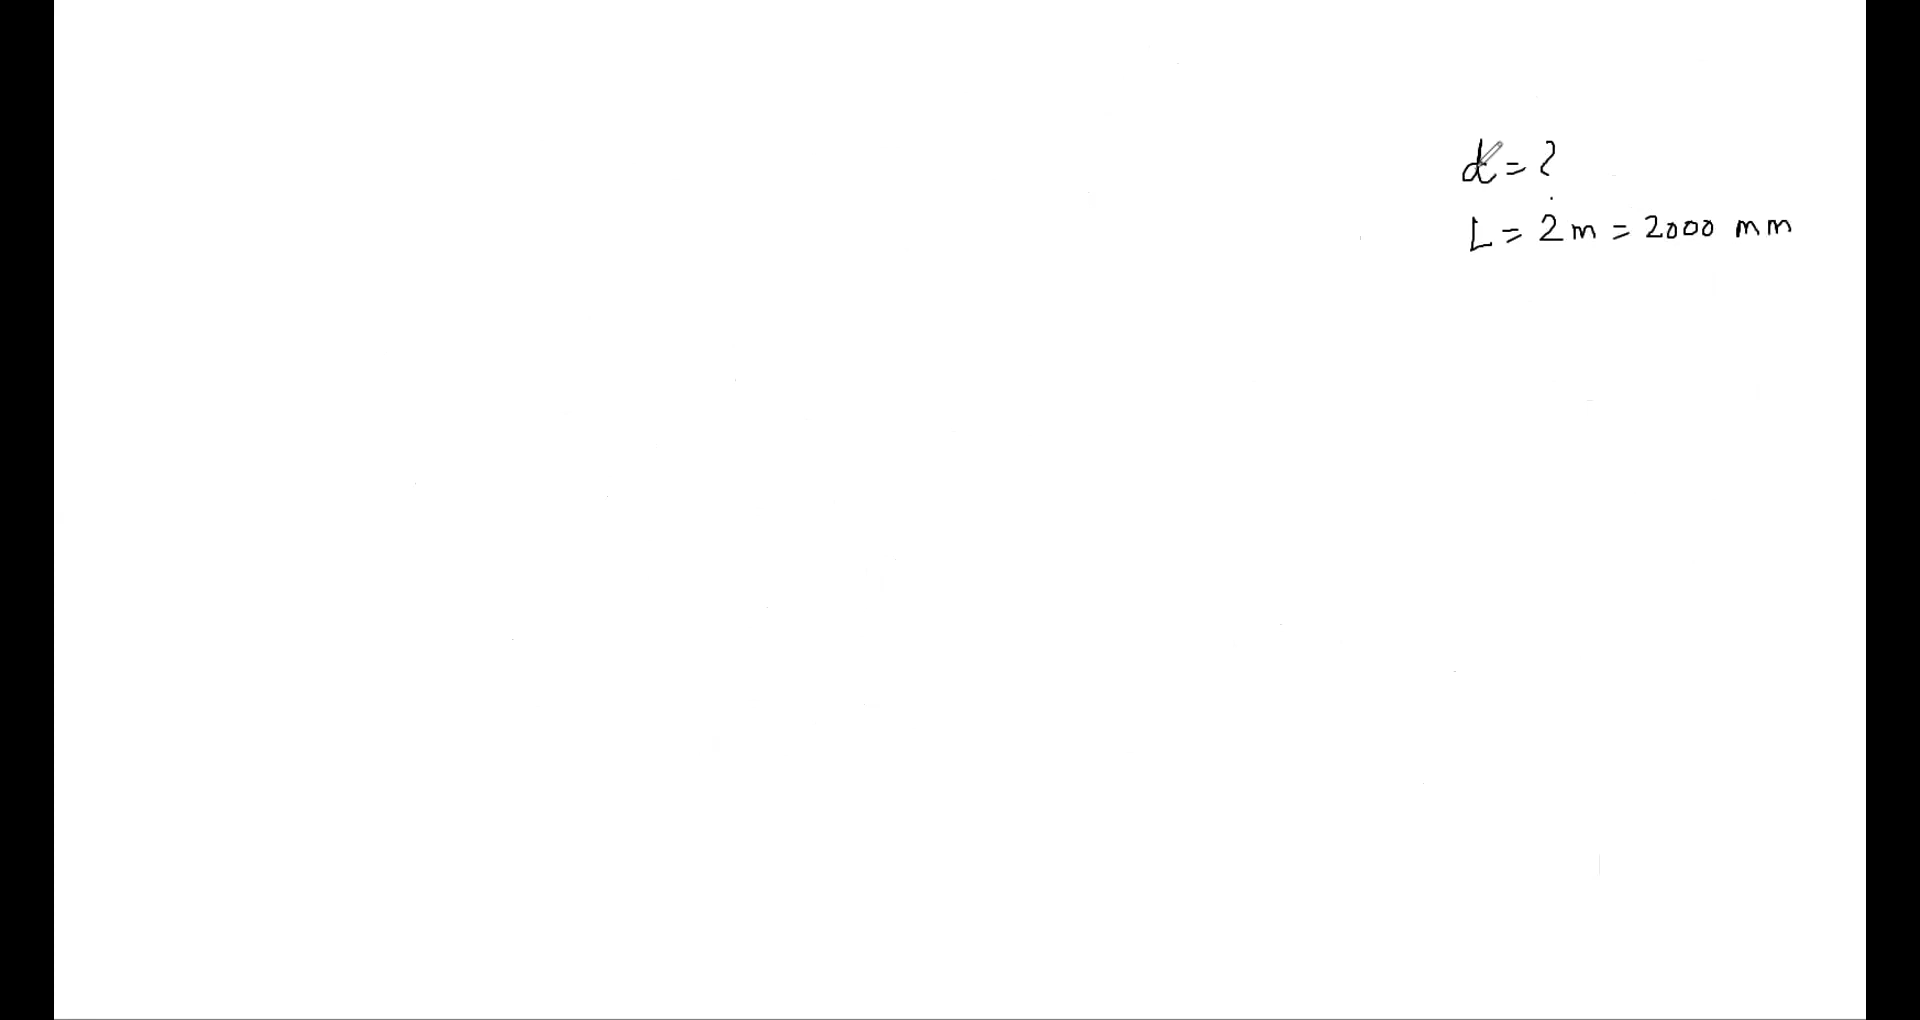 d = ?
L = 2 m = 2000 mm